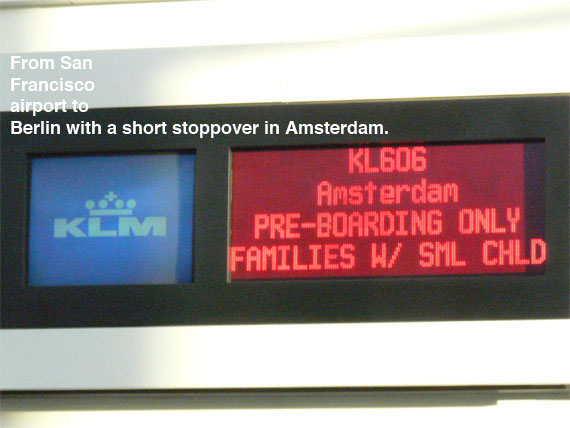 From San
Francisco
airport to
Berlin with a short stoppover in Amsterdam.
KLM
KL606
Amsterdam
PRE-BOARDING ONLY
FAMILIES W/ SML CHLD